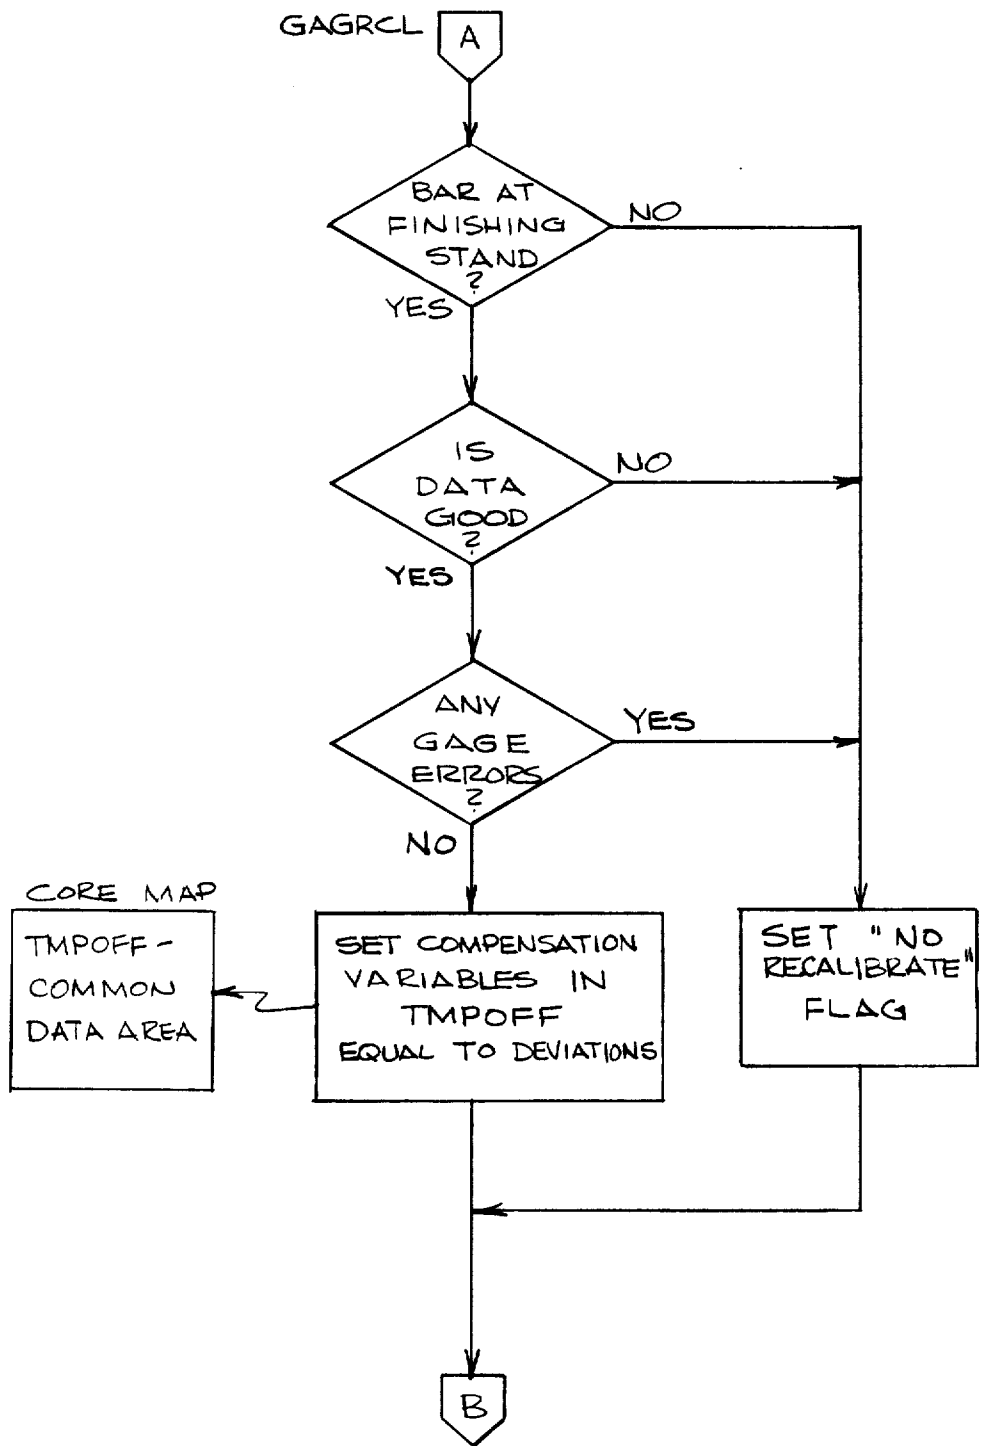 GAGRCL
A
BAR AT
FINISHING
STAND
?
NO
YES
IS
DATA
GOOD
?
NO
YES
ANY
GAGE
ERRORS
?
YES
NO
CORE MAP
TMPOFF -
COMMON
DATA AREA
SET COMPENSATION
VARIABLES IN
TMPOFF
EQUAL TO DEVIATIONS
SET "NO
RECALIBRATE"
FLAG
B